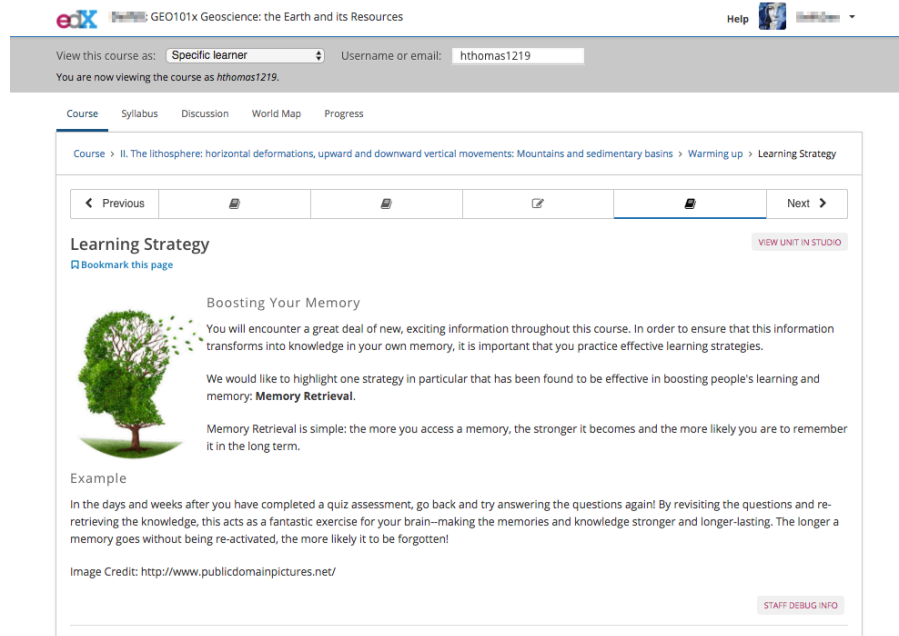 edX : GEO101x Geoscience: the Earth and its Resources
Help
View this course as: Specific learner Username or email: hthomas1219
You are now viewing the course as hthomas1219.
Course Syllabus Discussion World Map Progress
Course > II. The lithosphere: horizontal deformations, upward and downward vertical movements: Mountains and sedimentary basins > Warming up > Learning Strategy
Previous Next
Learning Strategy
VIEW UNIT IN STUDIO
Bookmark this page
Boosting Your Memory
You will encounter a great deal of new, exciting information throughout this course. In order to ensure that this information
transforms into knowledge in your own memory, it is important that you practice effective learning strategies.
We would like to highlight one strategy in particular that has been found to be effective in boosting people's learning and
memory: Memory Retrieval.
Memory Retrieval is simple: the more you access a memory, the stronger it becomes and the more likely you are to remember
it in the long term.
Example
In the days and weeks after you have completed a quiz assessment, go back and try answering the questions again! By revisiting the questions and re-
retrieving the knowledge, this acts as a fantastic exercise for your brain--making the memories and knowledge stronger and longer-lasting. The longer a
memory goes without being re-activated, the more likely it to be forgotten!
Image Credit: http://www.publicdomainpictures.net/
STAFF DEBUG INFO